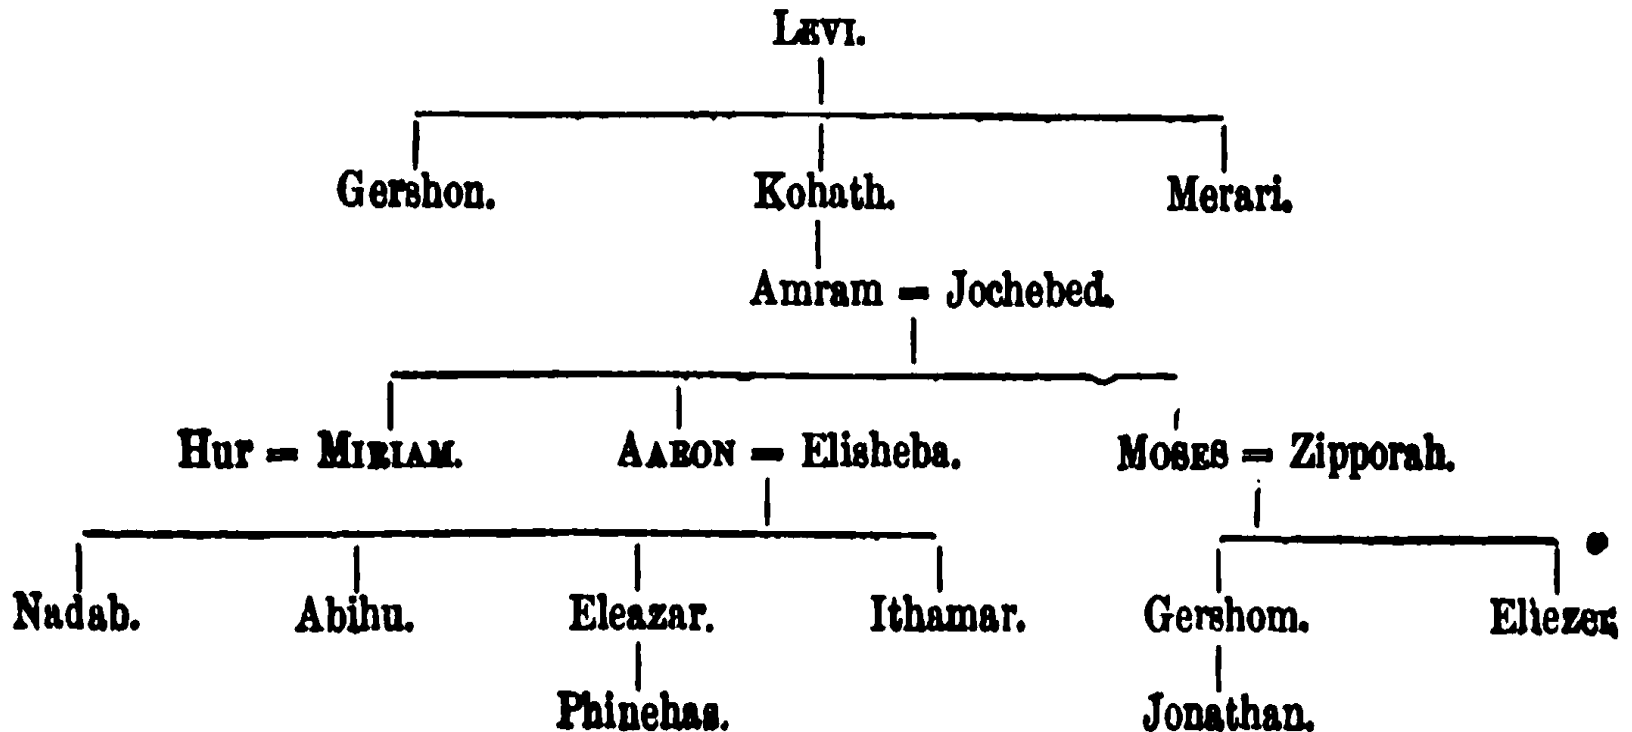 LEVI.
Gershon. Kohath. Merari.
Amram = Jochebed.
Hur = MIRIAM. AARON = Elisheba. MOSES = Zipporah.
Nadab. Abihu. Eleazar. Ithamar. Gershom. Eliezer.
Phinehas. Jonathan.